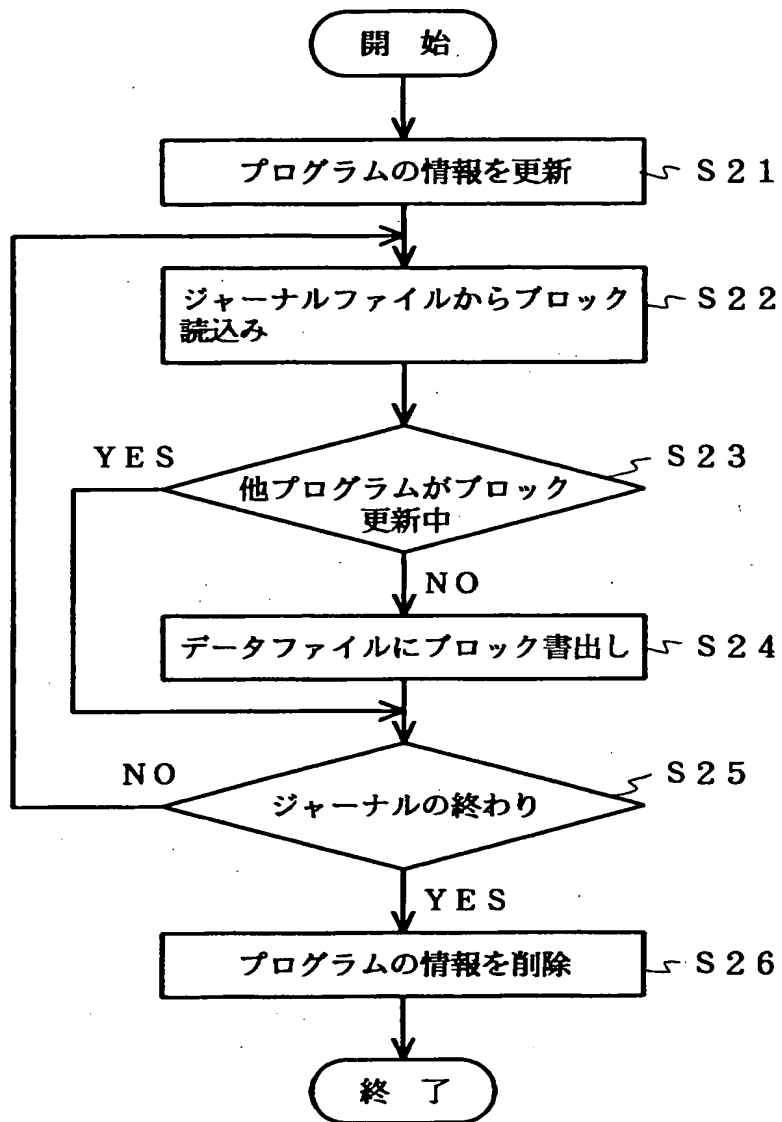 開 始
プログラムの情報を更新
S21
ジャーナルファイルからブロック
読込み
S22
YES
S23
他プログラムがブロック
更新中
NO
データファイルにブロック書出し
S24
NO
S25
ジャーナルの終わり
YES
プログラムの情報を削除
S26
終 了